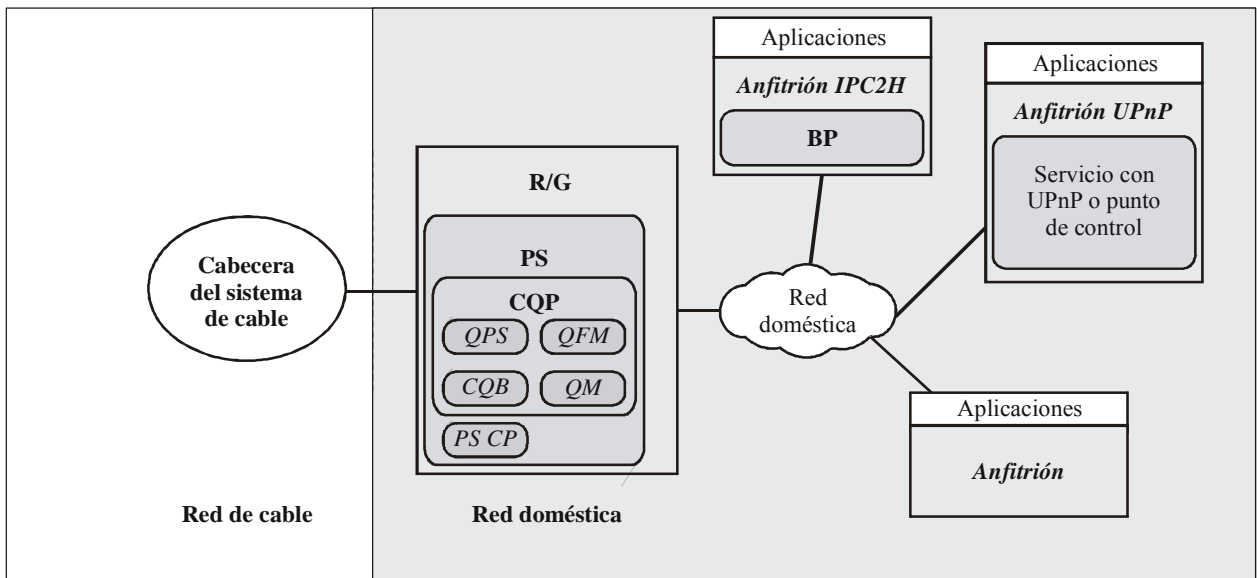 Aplicaciones
Anfitrión IPC2H
BP
Aplicaciones
Anfitrión UPnP
Servicio con
UPnP o punto
de control
R/G
PS
CQP
QPS
QFM
CQB
QM
PS CP
Cabecera
del sistema
de cable
Red
doméstica
Aplicaciones
Anfitrión
Red de cable
Red doméstica